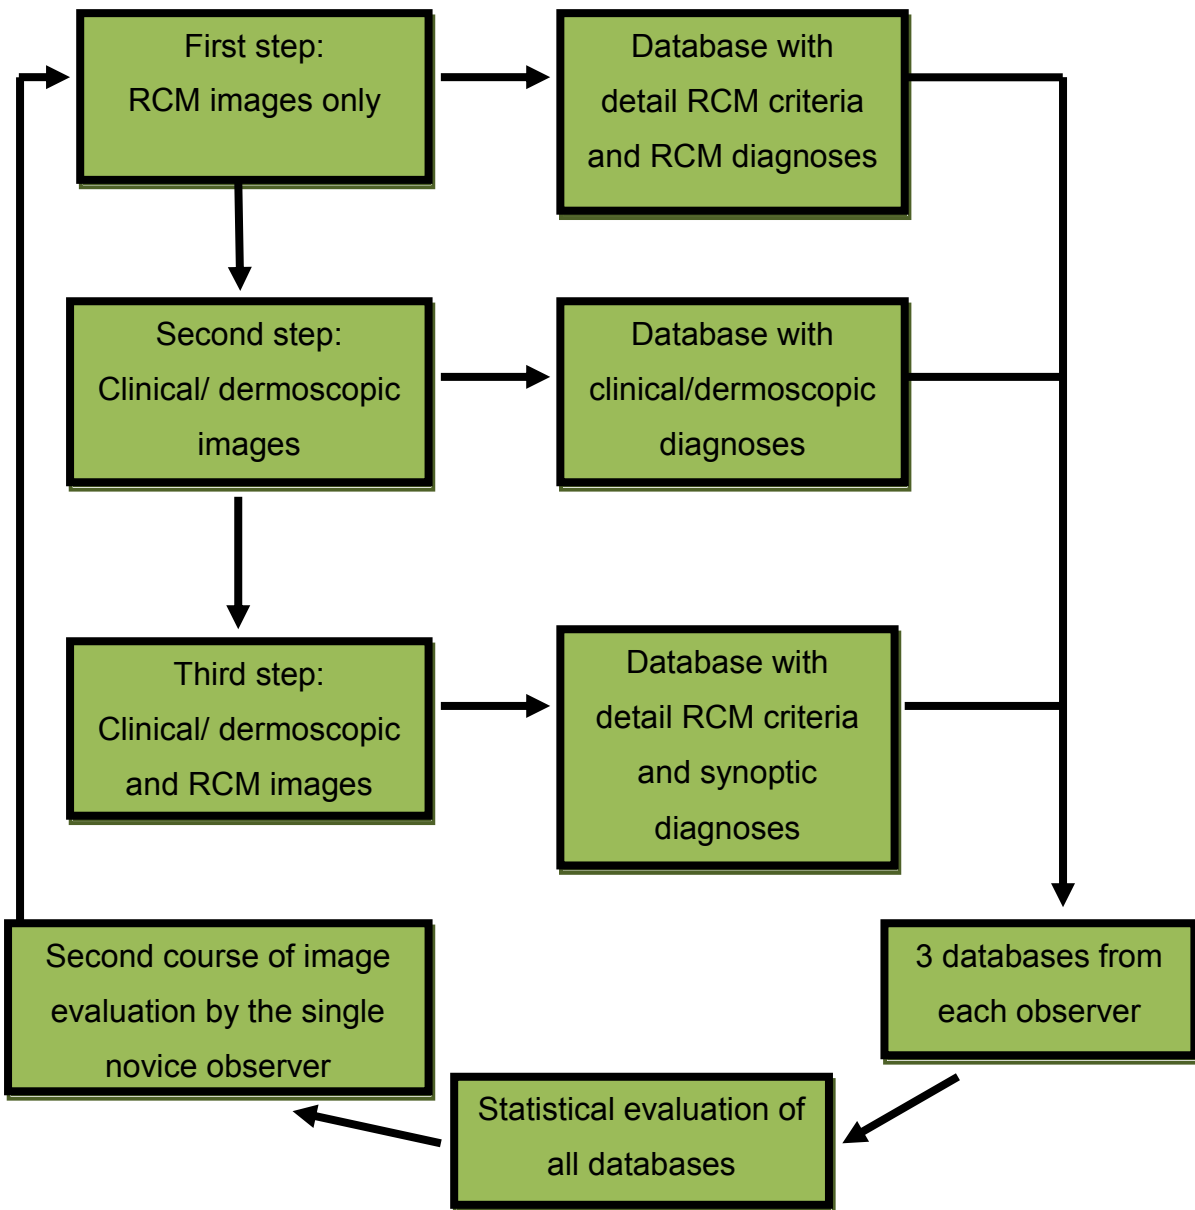 First step:
RCM images only
Database with
detail RCM criteria
and RCM diagnoses
Second step:
Clinical/ dermoscopic
images
Database with
clinical/dermoscopic
diagnoses
Third step:
Clinical/ dermoscopic
and RCM images
Database with
detail RCM criteria
and synoptic
diagnoses
Second course of image
evaluation by the single
novice observer
3 databases from
each observer
Statistical evaluation of
all databases